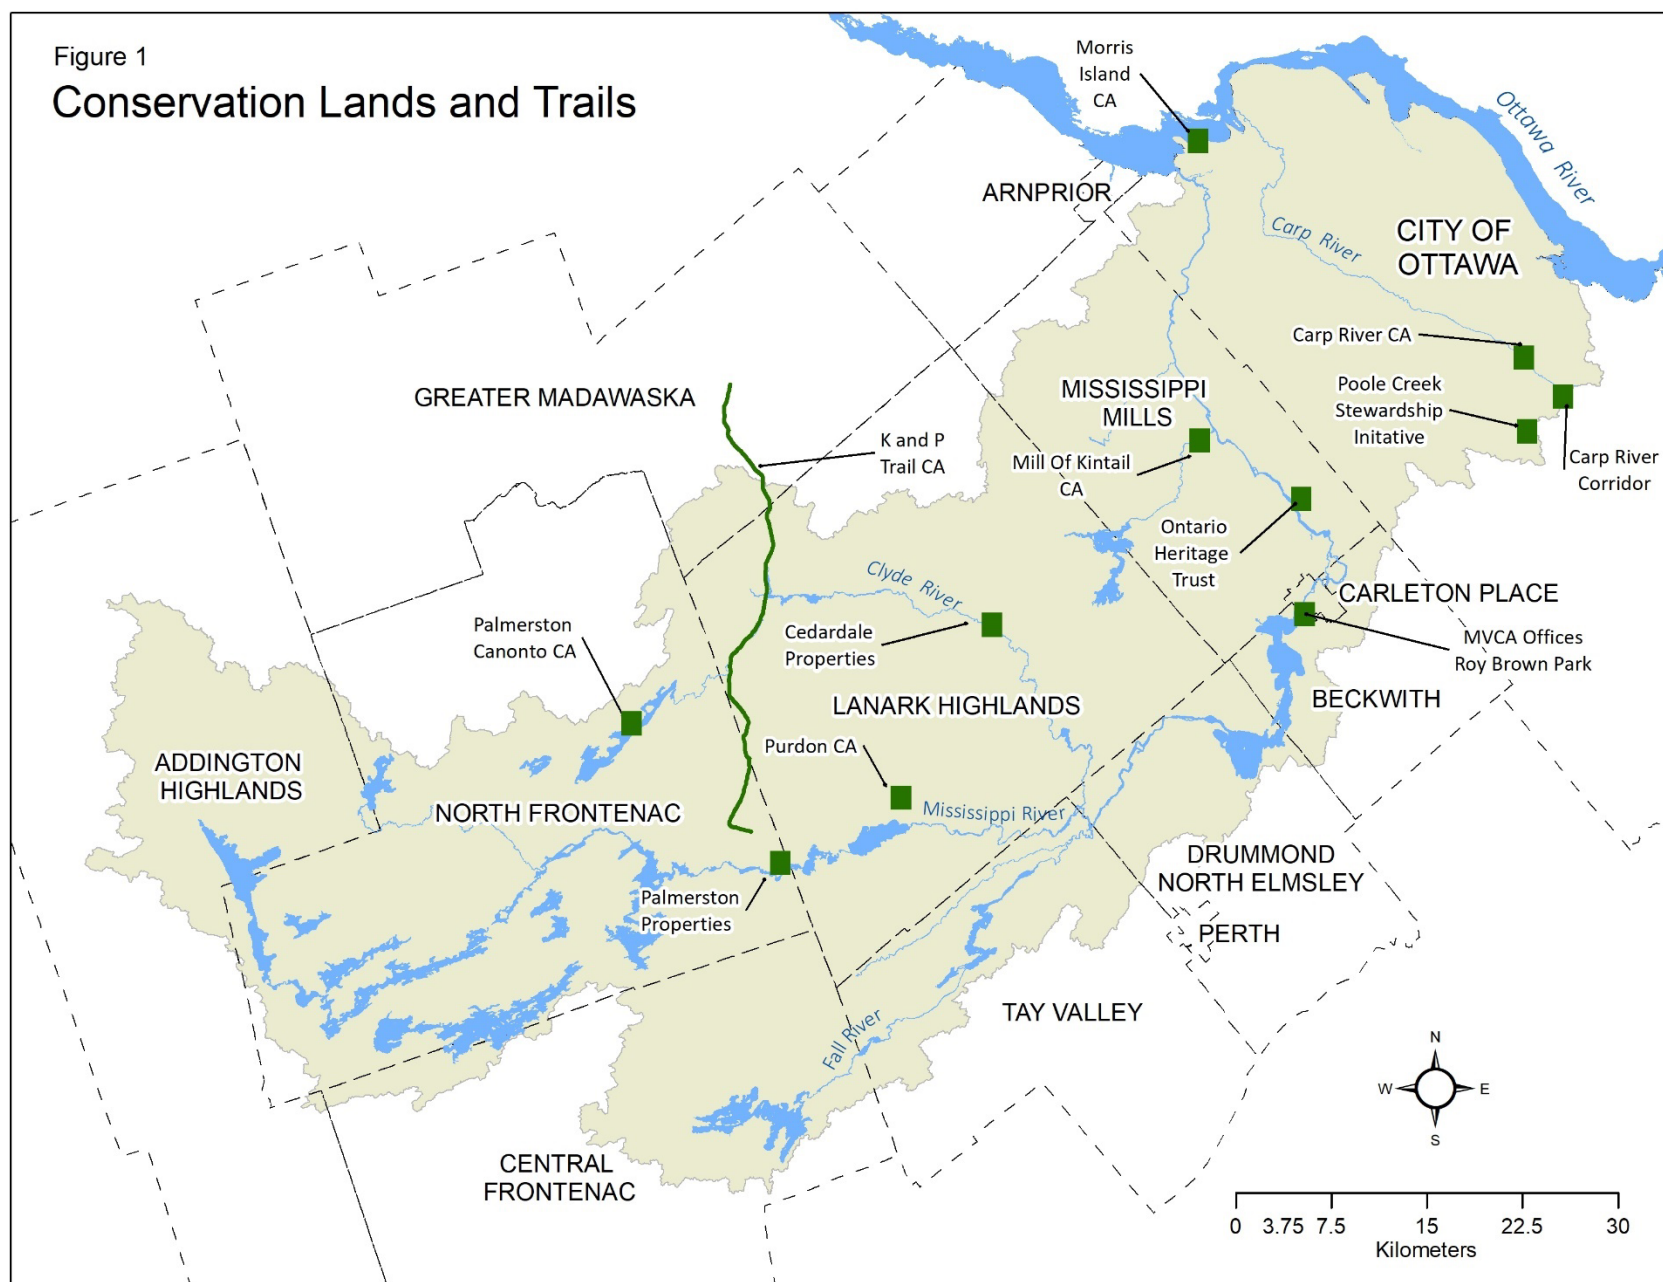 Figure 1
Conservation Lands and Trails
Morris
Island
CA
Ottawa River
ARNPRIOR
Carp River
CITY OF
OTTAWA
Carp River CA
Poole Creek
Stewardship
Initative
Carp River
Corridor
GREATER MADAWASKA
MISSISSIPPI
MILLS
K and P
Trail CA
Mill Of Kintail
CA
Ontario
Heritage
Trust
Clyde River
CARLETON PLACE
Palmerston
Canonto CA
Cedardale
Properties
MVCA Offices
Roy Brown Park
LANARK HIGHLANDS
BECKWITH
Purdon CA
ADDINGTON
HIGHLANDS
NORTH FRONTENAC
Mississippi River
DRUMMOND
NORTH ELMSLEY
Palmerston
Properties
PERTH
TAY VALLEY
Fall River
CENTRAL
FRONTENAC
N
W
E
S
0 3.75 7.5 15 22.5 30
Kilometers